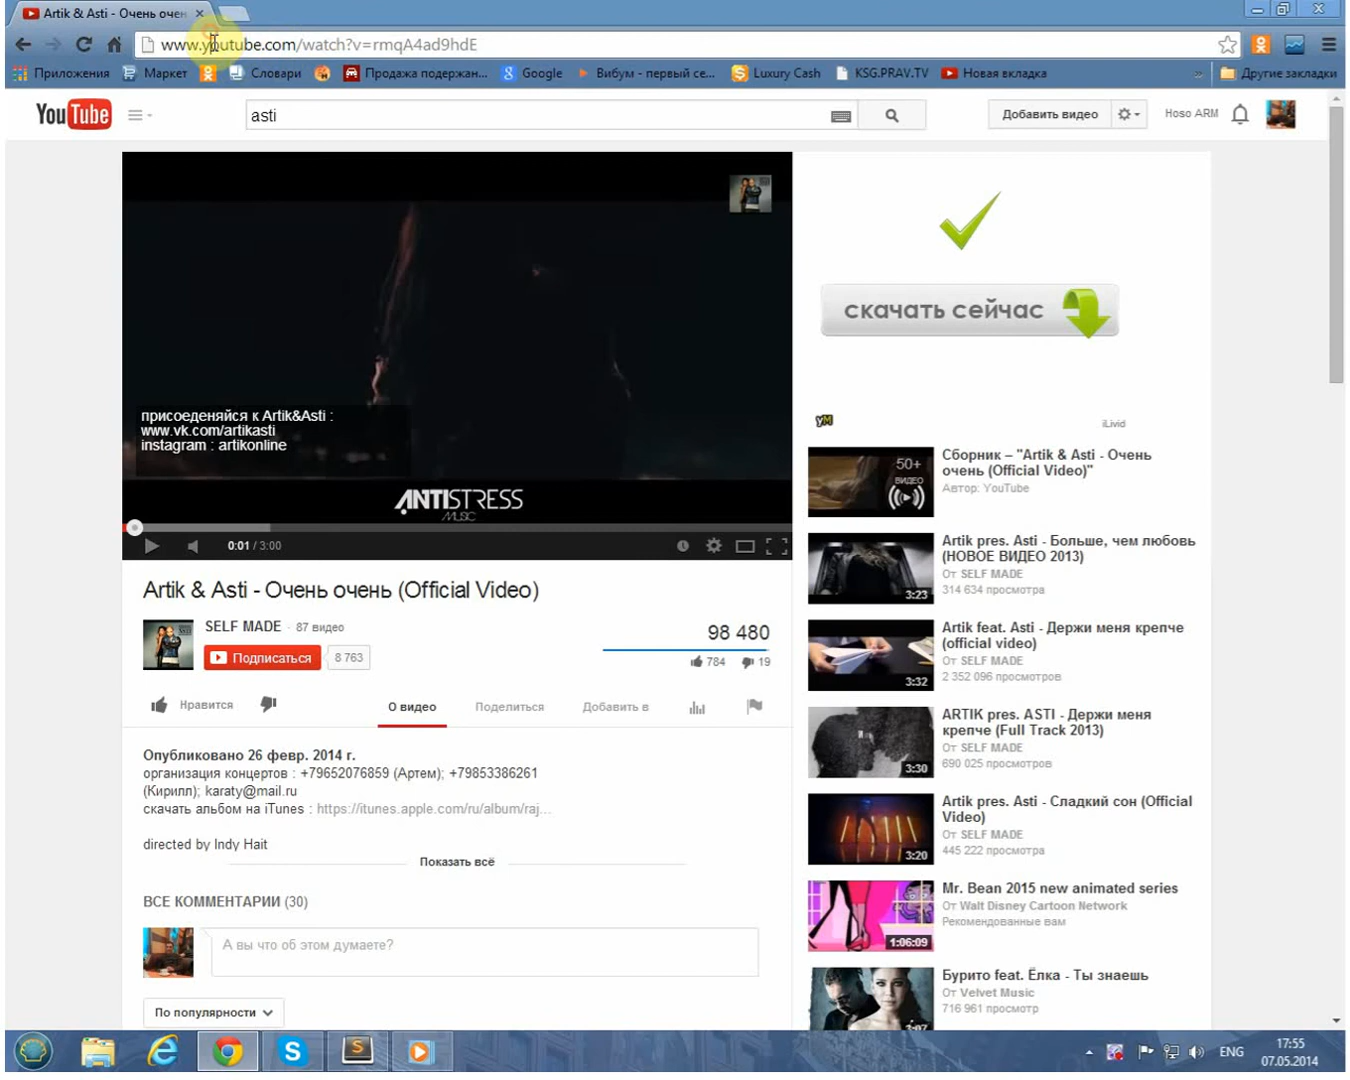 Artik & Asti - Очень очен
www.youtube.com/watch?v=rmqA4ad9hdE
Приложения Маркет Словари Продажа подержан... Google Вибум - первый се... Luxury Cash KSG.PRAV.TV Новая вкладка » Другие закладки
YouTube
asti
Добавить видео
Hoso ARM
присоеденяйся к Artik&Asti :
www.vk.com/artikasti
instagram : artikonline
ANTISTRESS
MUSIC
0:01 / 3:00
Artik & Asti - Очень очень (Official Video)
SELF MADE · 87 видео
Подписаться 8 763
98 480
784 19
Нравится
О видео Поделиться Добавить в
Опубликовано 26 февр. 2014 г.
организация концертов : +79652076859 (Артем); +79853386261
(Кирилл); karaty@mail.ru
скачать альбом на iTunes : https://itunes.apple.com/ru/album/raj...
directed by Indy Hait
Показать всё
ВСЕ КОММЕНТАРИИ (30)
А вы что об этом думаете?
По популярности
скачать сейчас
yM
iLivid
50+
ВИДЕО
Сборник – "Artik & Asti - Очень
очень (Official Video)"
Автор: YouTube
3:23
Artik pres. Asti - Больше, чем любовь
(НОВОЕ ВИДЕО 2013)
От SELF MADE
314 634 просмотра
3:32
Artik feat. Asti - Держи меня крепче
(official video)
От SELF MADE
2 352 096 просмотров
3:30
ARTIK pres. ASTI - Держи меня
крепче (Full Track 2013)
От SELF MADE
690 025 просмотров
3:20
Artik pres. Asti - Сладкий сон (Official
Video)
От SELF MADE
445 222 просмотра
1:06:09
Mr. Bean 2015 new animated series
От Walt Disney Cartoon Network
Рекомендованные вам
Бурито feat. Ёлка - Ты знаешь
От Velvet Music
716 961 просмотр
ENG
17:55
07.05.2014